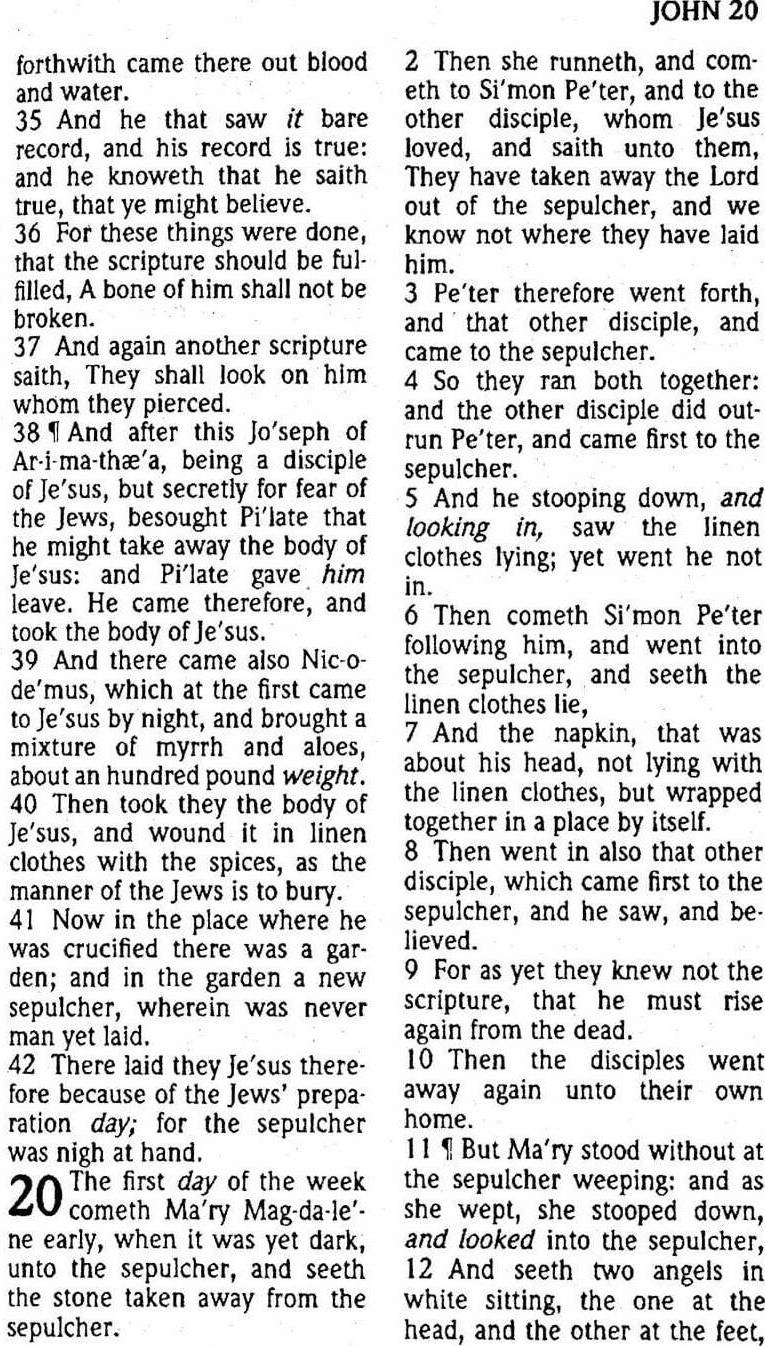 JOHN 20
forthwith came there out blood
and water.
35 And he that saw it bare
record, and his record is true:
and he knoweth that he saith
true, that ye might believe.
36 For these things were done,
that the scripture should be ful-
filled, A bone of him shall not be
broken.
37 And again another scripture
saith, They shall look on him
whom they pierced.
38 ¶ And after this Jo′seph of
Ar-i-ma-thæ′a, being a disciple
of Je′sus, but secretly for fear of
the Jews, besought Pi′late that
he might take away the body of
Je′sus: and Pi′late gave him
leave. He came therefore, and
took the body of Je′sus.
39 And there came also Nic-o-
de′mus, which at the first came
to Je′sus by night, and brought a
mixture of myrrh and aloes,
about an hundred pound weight.
40 Then took they the body of
Je′sus, and wound it in linen
clothes with the spices, as the
manner of the Jews is to bury.
41 Now in the place where he
was crucified there was a gar-
den; and in the garden a new
sepulcher, wherein was never
man yet laid.
42 There laid they Je′sus there-
fore because of the Jews’ prepa-
ration day; for the sepulcher
was nigh at hand.
20 The first day of the week
cometh Ma′ry Mag-da-le′-
ne early, when it was yet dark,
unto the sepulcher, and seeth
the stone taken away from the
sepulcher.
2 Then she runneth, and com-
eth to Si′mon Pe′ter, and to the
other disciple, whom Je′sus
loved, and saith unto them,
They have taken away the Lord
out of the sepulcher, and we
know not where they have laid
him.
3 Pe′ter therefore went forth,
and that other disciple, and
came to the sepulcher.
4 So they ran both together:
and the other disciple did out-
run Pe′ter, and came first to the
sepulcher.
5 And he stooping down, and
looking in, saw the linen
clothes lying; yet went he not
in.
6 Then cometh Si′mon Pe′ter
following him, and went into
the sepulcher, and seeth the
linen clothes lie,
7 And the napkin, that was
about his head, not lying with
the linen clothes, but wrapped
together in a place by itself.
8 Then went in also that other
disciple, which came first to the
sepulcher, and he saw, and be-
lieved.
9 For as yet they knew not the
scripture, that he must rise
again from the dead.
10 Then the disciples went
away again unto their own
home.
11 ¶ But Ma′ry stood without at
the sepulcher weeping: and as
she wept, she stooped down,
and looked into the sepulcher,
12 And seeth two angels in
white sitting, the one at the
head, and the other at the feet,